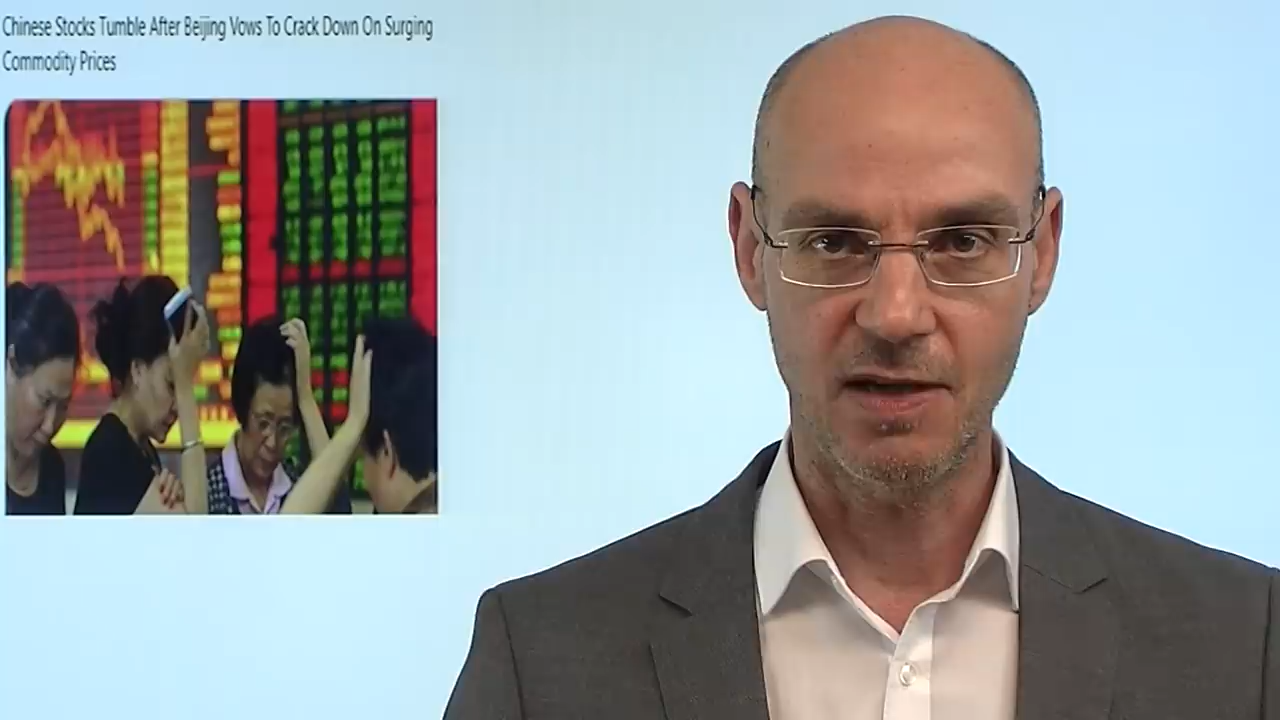 Chinese Stocks Tumble After Beijing Vows To Crack Down On Surging
Commodity Prices